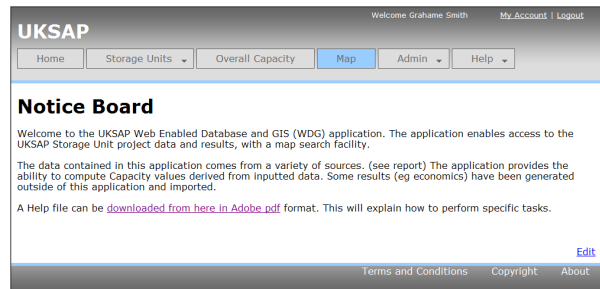 Welcome Grahame Smith My Account | Logout
UKSAP
Home Storage Units Overall Capacity Map Admin Help
Notice Board
Welcome to the UKSAP Web Enabled Database and GIS (WDG) application. The application enables access to the
UKSAP Storage Unit project data and results, with a map search facility.
The data contained in this application comes from a variety of sources. (see report) The application provides the
ability to compute Capacity values derived from inputted data. Some results (eg economics) have been generated
outside of this application and imported.
A Help file can be downloaded from here in Adobe pdf format. This will explain how to perform specific tasks.
Edit
Terms and Conditions Copyright About